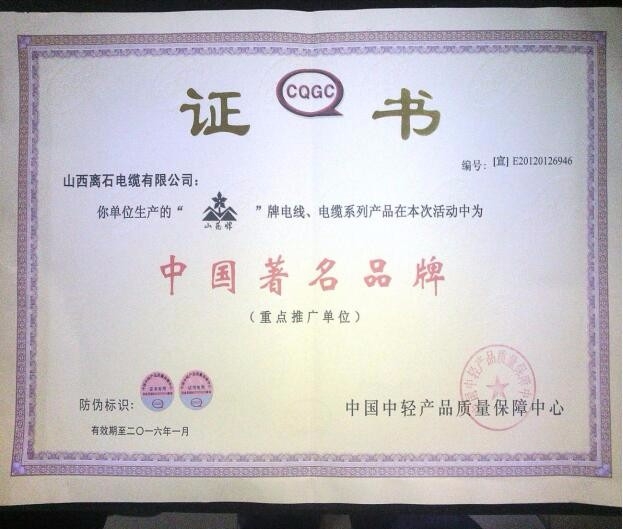 证 CQGC 书
编号：[宣] E20120126946
山西离石电缆有限公司：
你单位生产的“山花牌”牌电线、电缆系列产品在本次活动中为
中国著名品牌
（重点推广单位）
防伪标识：
中国中轻产品质量保障中心
有效期至二〇一六年一月